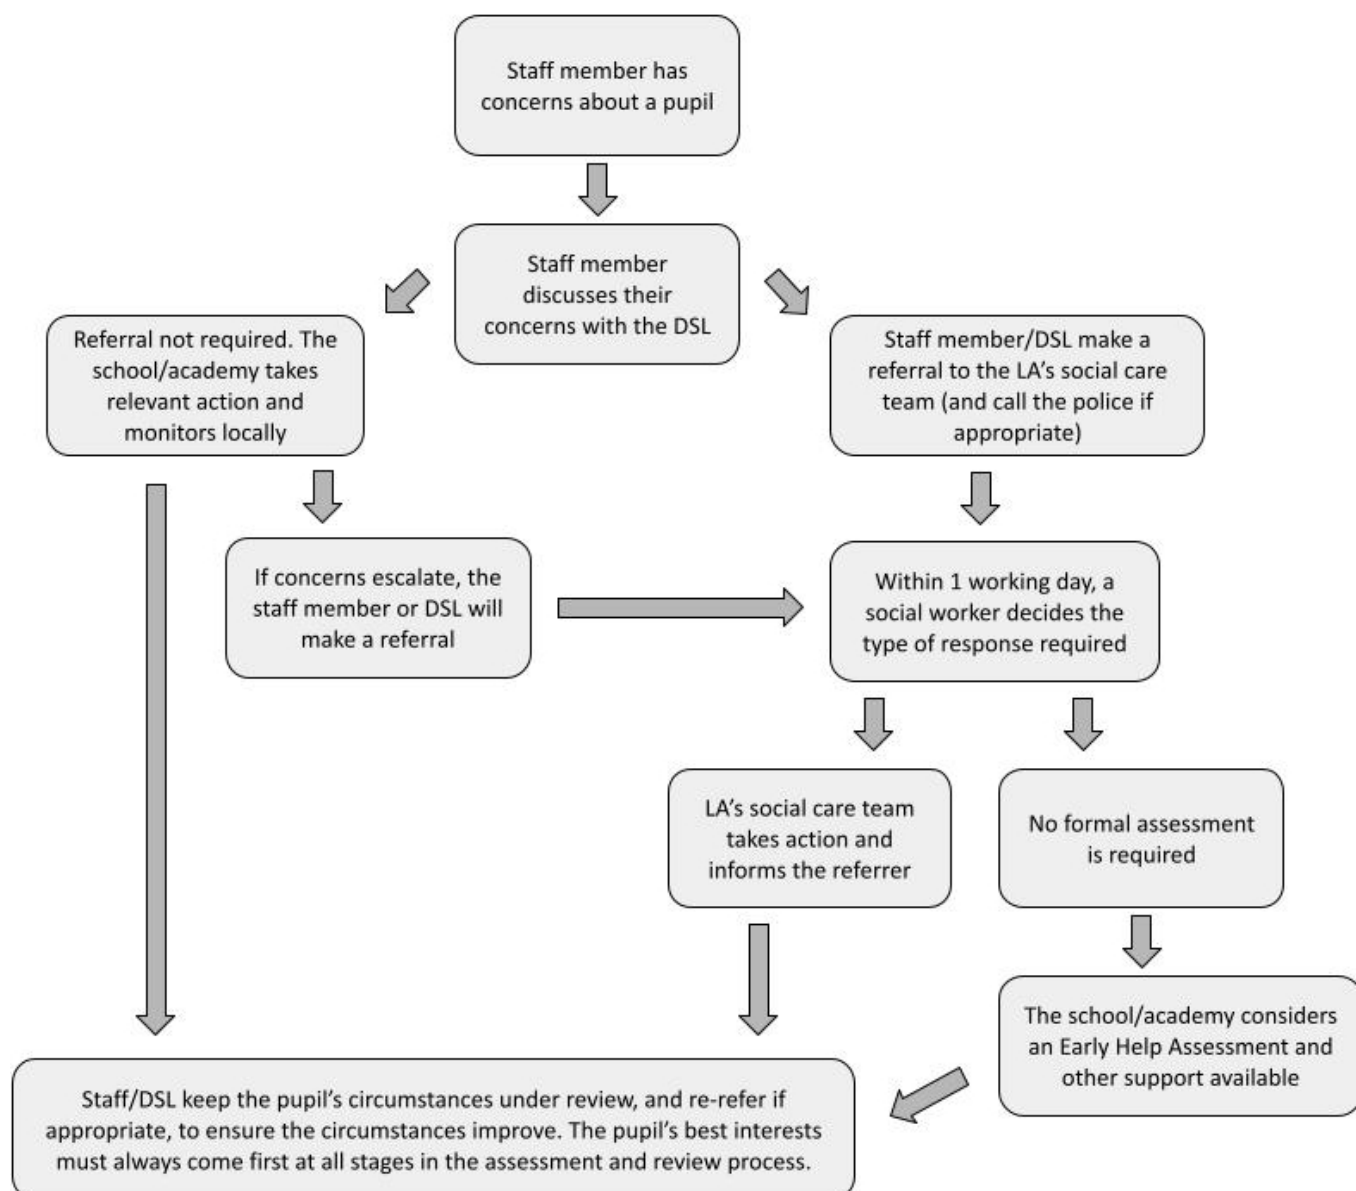 Staff member has
concerns about a pupil
Staff member
discusses their
concerns with the DSL
Referral not required. The
school/academy takes
relevant action and
monitors locally
Staff member/DSL make a
referral to the LA’s social care
team (and call the police if
appropriate)
If concerns escalate, the
staff member or DSL will
make a referral
Within 1 working day, a
social worker decides the
type of response required
LA’s social care team
takes action and
informs the referrer
No formal assessment
is required
The school/academy considers
an Early Help Assessment and
other support available
Staff/DSL keep the pupil’s circumstances under review, and re-refer if
appropriate, to ensure the circumstances improve. The pupil’s best interests
must always come first at all stages in the assessment and review process.